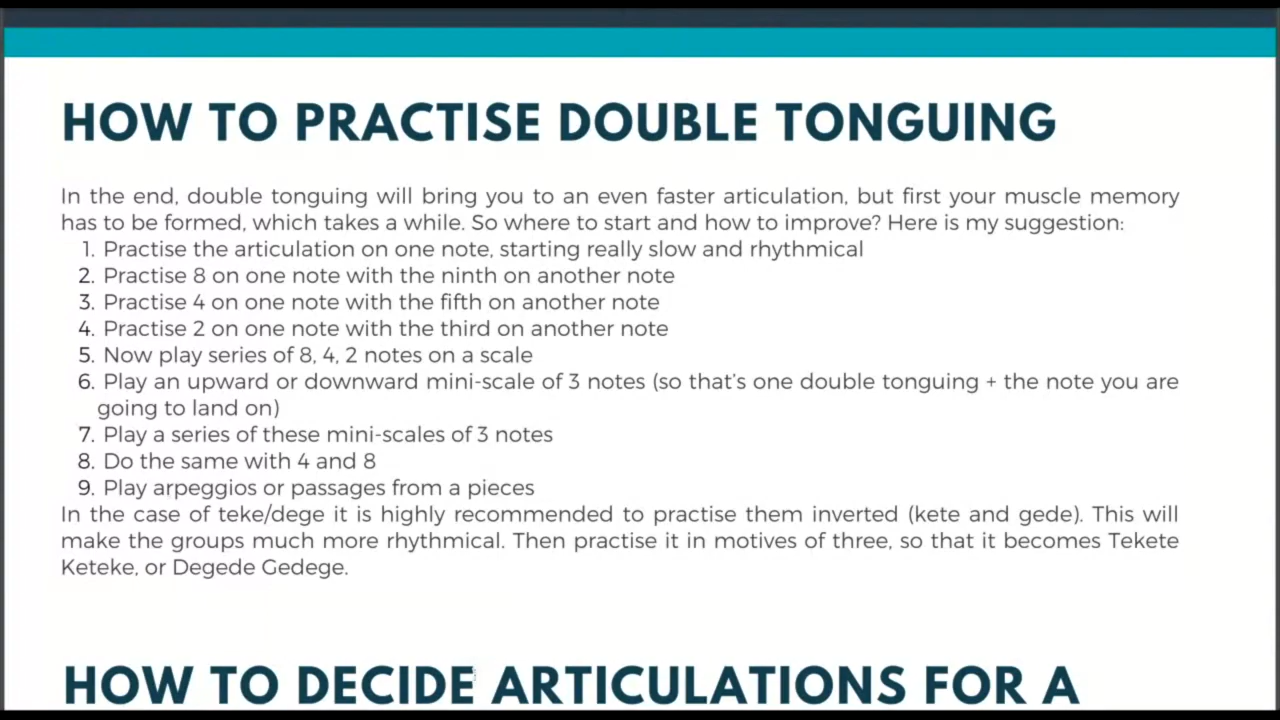 HOW TO PRACTISE DOUBLE TONGUING
In the end, double tonguing will bring you to an even faster articulation, but first your muscle memory
has to be formed, which takes a while. So where to start and how to improve? Here is my suggestion:
1. Practise the articulation on one note, starting really slow and rhythmical
2. Practise 8 on one note with the ninth on another note
3. Practise 4 on one note with the fifth on another note
4. Practise 2 on one note with the third on another note
5. Now play series of 8, 4, 2 notes on a scale
6. Play an upward or downward mini-scale of 3 notes (so that's one double tonguing + the note you are
going to land on)
7. Play a series of these mini-scales of 3 notes
8. Do the same with 4 and 8
9. Play arpeggios or passages from a pieces
In the case of teke/dege it is highly recommended to practise them inverted (kete and gede). This will
make the groups much more rhythmical. Then practise it in motives of three, so that it becomes Tekete
Keteke, or Degede Gedege.
HOW TO DECIDE ARTICULATIONS FOR A